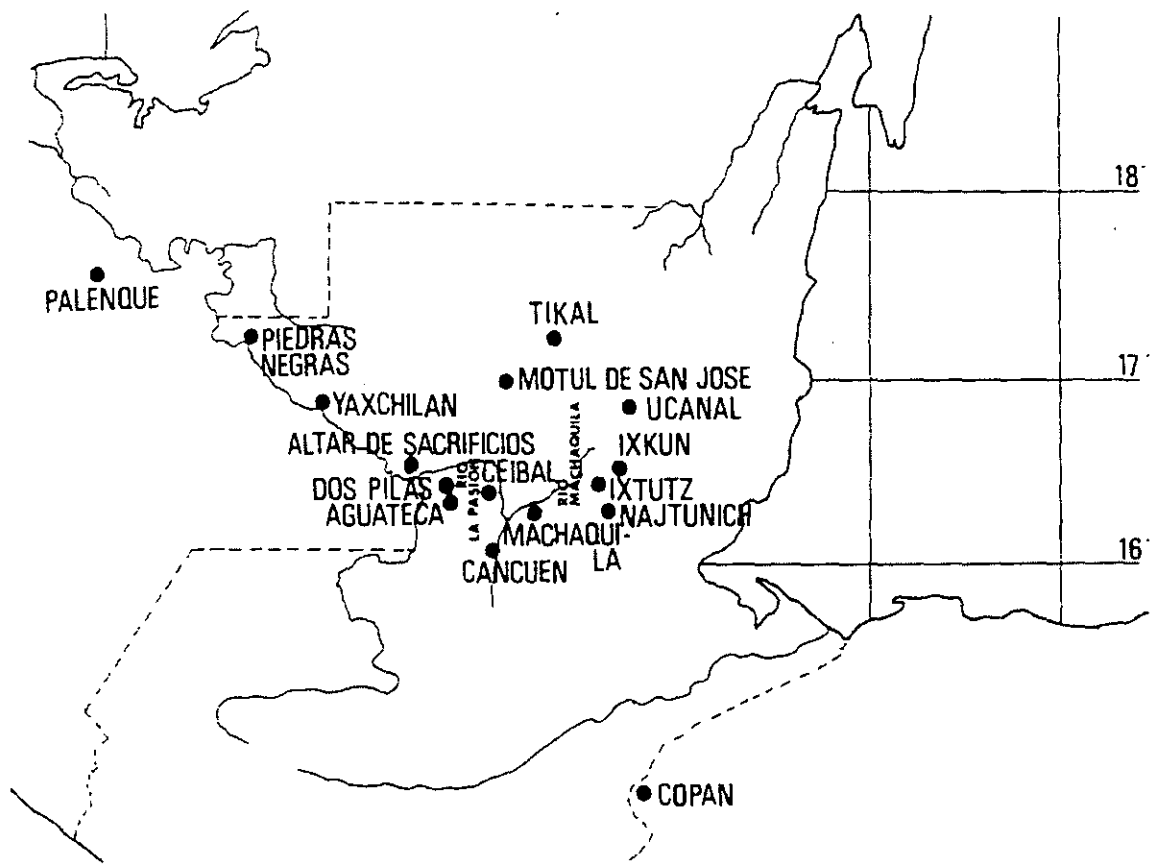 18˙
PALENQUE
TIKAL
PIEDRAS
NEGRAS
MOTUL DE SAN JOSE
17˙
YAXCHILAN
UCANAL
ALTAR DE SACRIFICIOS
IXKUN
RIO
LA PASION
CEIBAL
RIO
MACHAQUILA
DOS PILAS
IXTUTZ
AGUATECA
NAJTUNICH
MACHAQUI-
LA
CANCUEN
16˙
COPAN